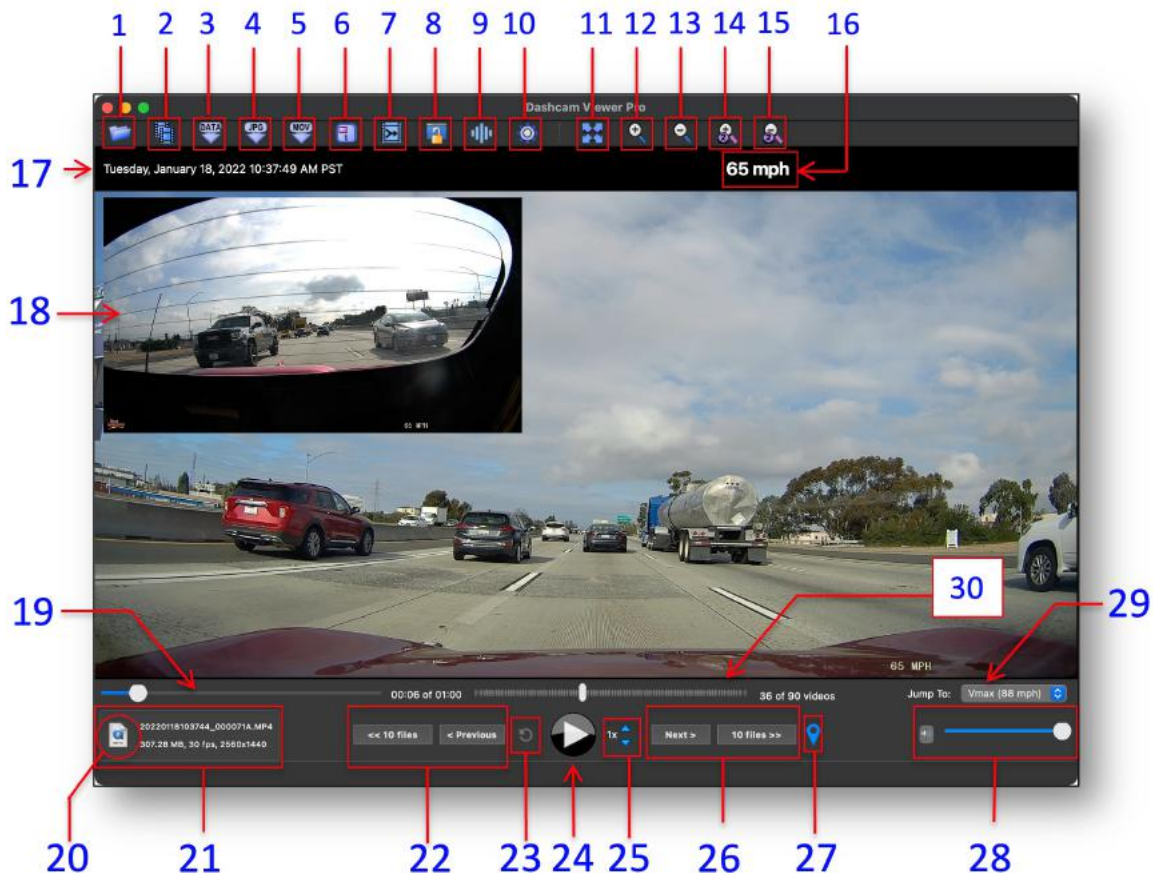 1 2 3 4 5 6 7 8 9 10 11 12 13 14 15 16
Dashcam Viewer Pro
DATA JPG MOV
17 Tuesday, January 18, 2022 10:37:49 AM PST 65 mph
18
65 MPH
30
19 29
65 MPH
00:06 of 01:00 36 of 90 videos Jump To: Vmax (88 mph)
20220118103744_000071A.MP4
307.28 MB, 30 fps, 2560x1440
<< 10 files < Previous 1x Next > 10 files >>
20 21 22 23 24 25 26 27 28